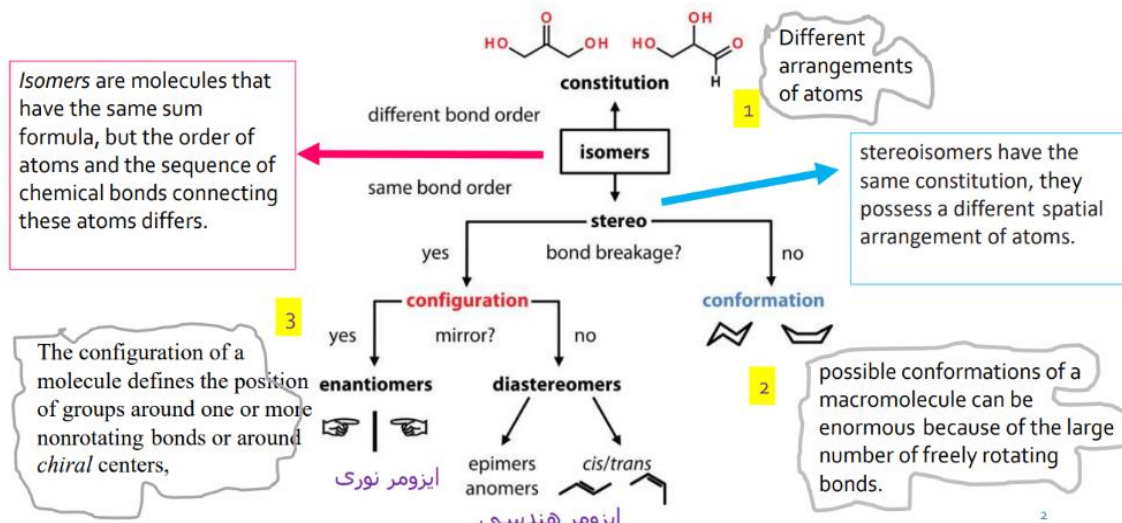 O
HO
OH
OH
HO
O
H
constitution
Different
arrangements
of atoms
1
Isomers are molecules that
have the same sum
formula, but the order of
atoms and the sequence of
chemical bonds connecting
these atoms differs.
different bond order
isomers
same bond order
stereoisomers have the
same constitution, they
possess a different spatial
arrangement of atoms.
stereo
yes
bond breakage?
no
configuration
conformation
3
yes
mirror?
no
The configuration of a
molecule defines the position
of groups around one or more
nonrotating bonds or around
chiral centers,
enantiomers
diastereomers
2
possible conformations of a
macromolecule can be
enormous because of the large
number of freely rotating
bonds.
ایزومر نوری
epimers
anomers
cis/trans
ایزومر هندسی
2